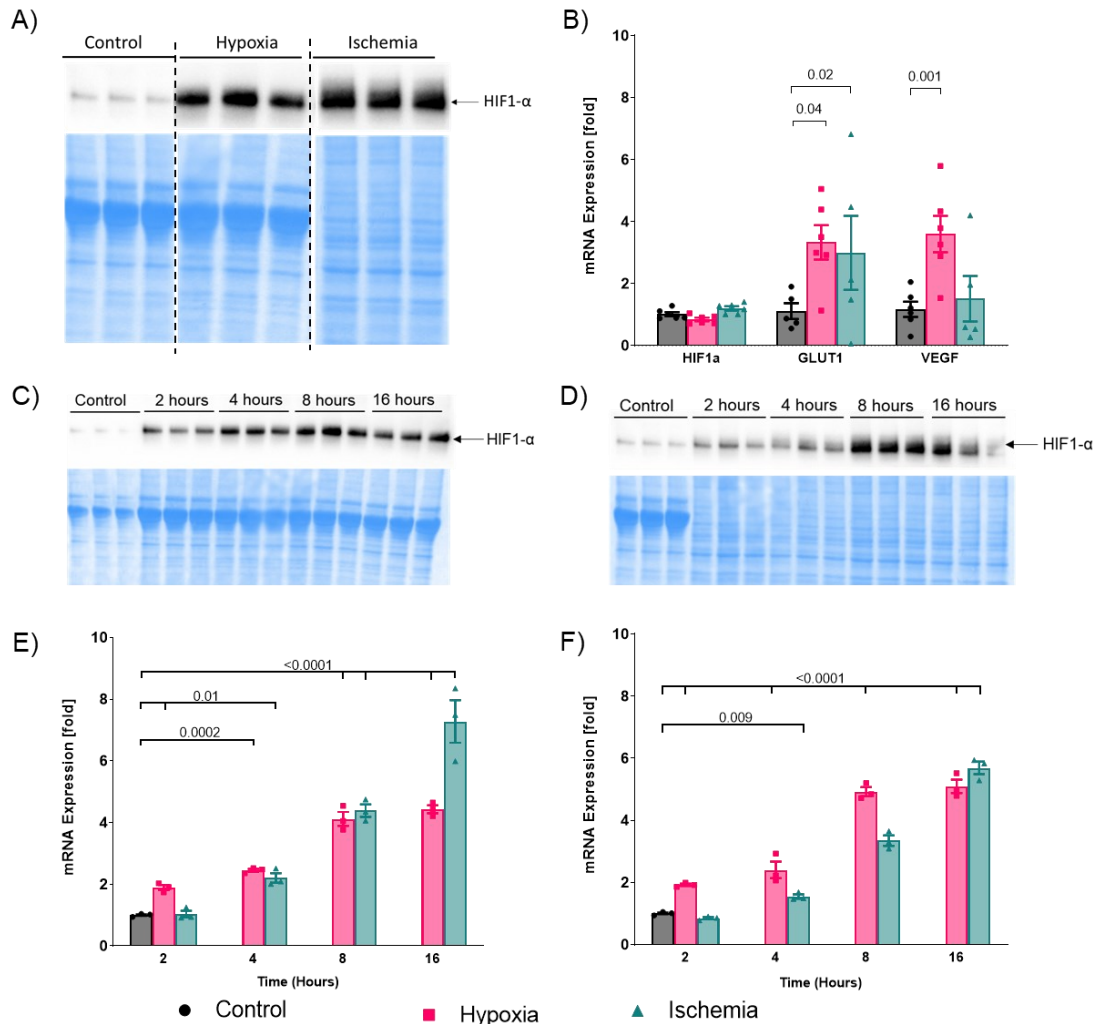 A)
Control Hypoxia Ischemia
HIF1-α
B)
mRNA Expression [fold]
10
8
6
4
2
0
0.02
0.04
0.001
HIF1a GLUT1 VEGF
C)
Control 2 hours 4 hours 8 hours 16 hours
HIF1-α
D)
Control 2 hours 4 hours 8 hours 16 hours
HIF1-α
E)
mRNA Expression [fold]
10
8
6
4
2
0
<0.0001
0.01
0.0002
2 4 8 16
Time (Hours)
F)
mRNA Expression [fold]
10
8
6
4
2
0
<0.0001
0.009
2 4 8 16
Time (Hours)
Control Hypoxia Ischemia